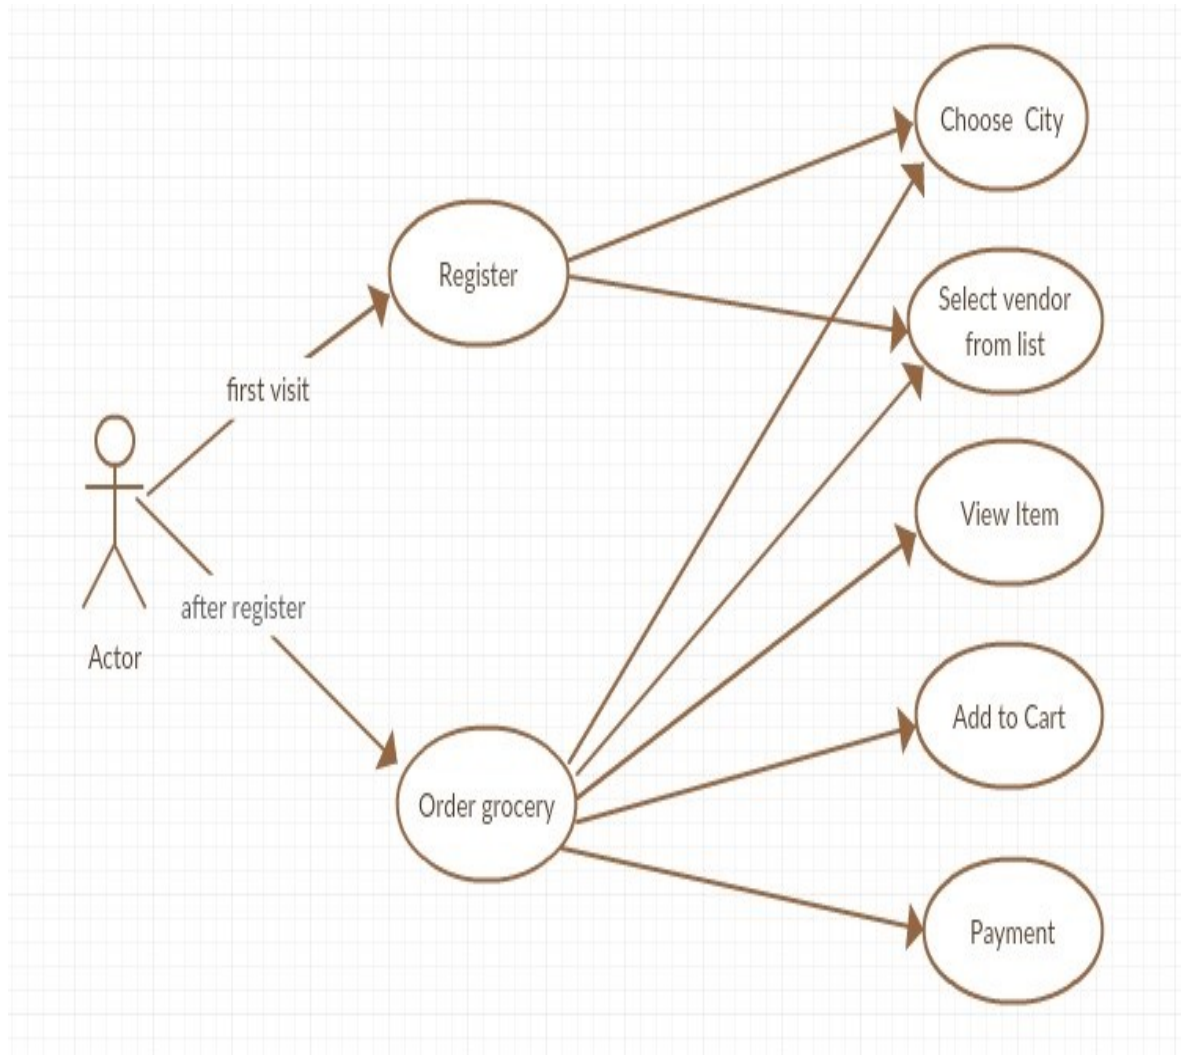 Choose  City
Register
Select vendor
from list
first visit
View Item
after register
Actor
Add to Cart
Order grocery
Payment